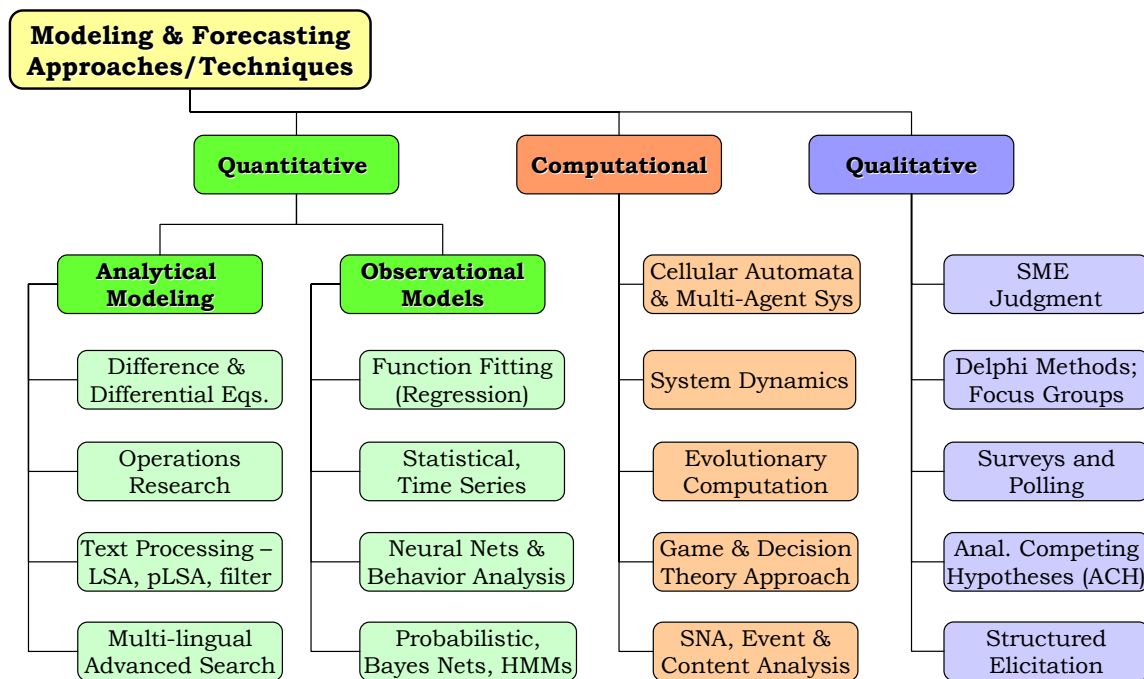 Modeling & Forecasting
Approaches/Techniques
Quantitative
Computational
Qualitative
Analytical
Modeling
Difference &
Differential Eqs.
Operations
Research
Text Processing –
LSA, pLSA, filter
Multi-lingual
Advanced Search
Observational
Models
Function Fitting
(Regression)
Statistical,
Time Series
Neural Nets &
Behavior Analysis
Probabilistic,
Bayes Nets, HMMs
Cellular Automata
& Multi-Agent Sys
System Dynamics
Evolutionary
Computation
Game & Decision
Theory Approach
SNA, Event &
Content Analysis
SME
Judgment
Delphi Methods;
Focus Groups
Surveys and
Polling
Anal. Competing
Hypotheses (ACH)
Structured
Elicitation